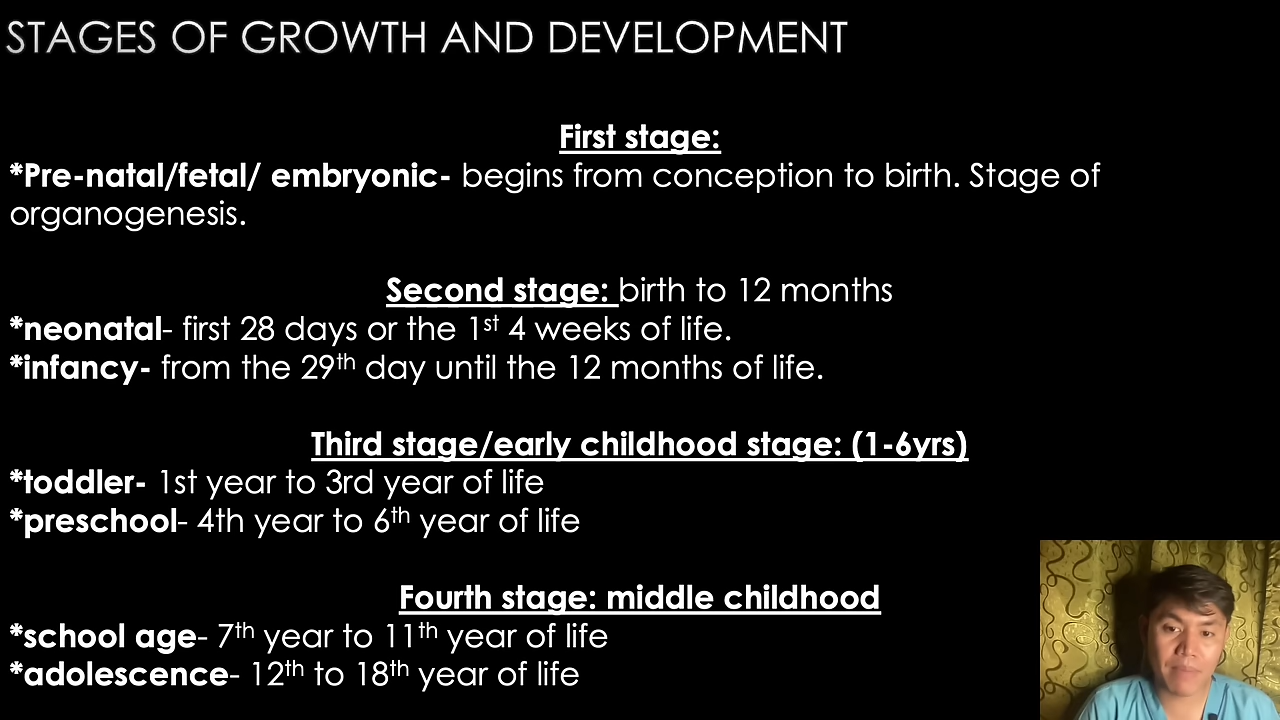 STAGES OF GROWTH AND DEVELOPMENT
First stage:
*Pre-natal/fetal/ embryonic- begins from conception to birth. Stage of
organogenesis.
Second stage: birth to 12 months
*neonatal- first 28 days or the 1st 4 weeks of life.
*infancy- from the 29th day until the 12 months of life.
Third stage/early childhood stage: (1-6yrs)
*toddler- 1st year to 3rd year of life
*preschool- 4th year to 6th year of life
Fourth stage: middle childhood
*school age- 7th year to 11th year of life
*adolescence- 12th to 18th year of life